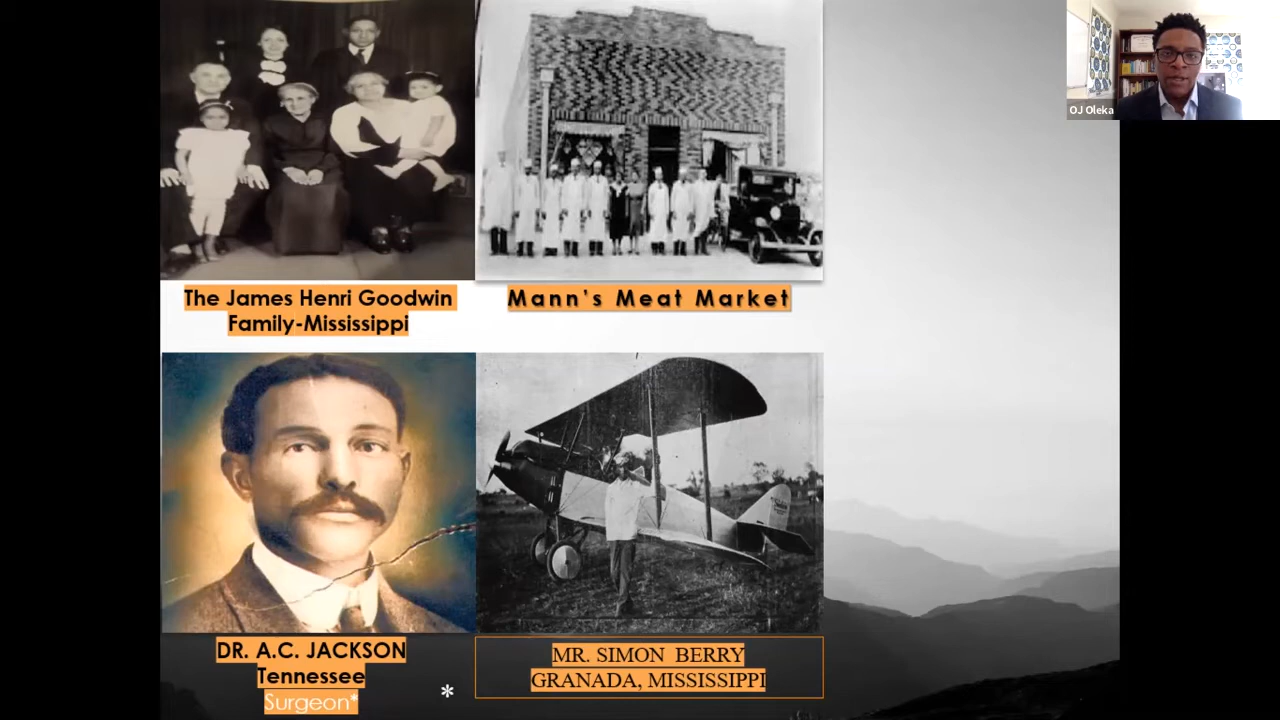 OJ Oleka
The James Henri Goodwin
Family-Mississippi
Mann's Meat Market
DR. A.C. JACKSON
Tennessee
Surgeon*
*
MR. SIMON BERRY
GRANADA, MISSISSIPPI